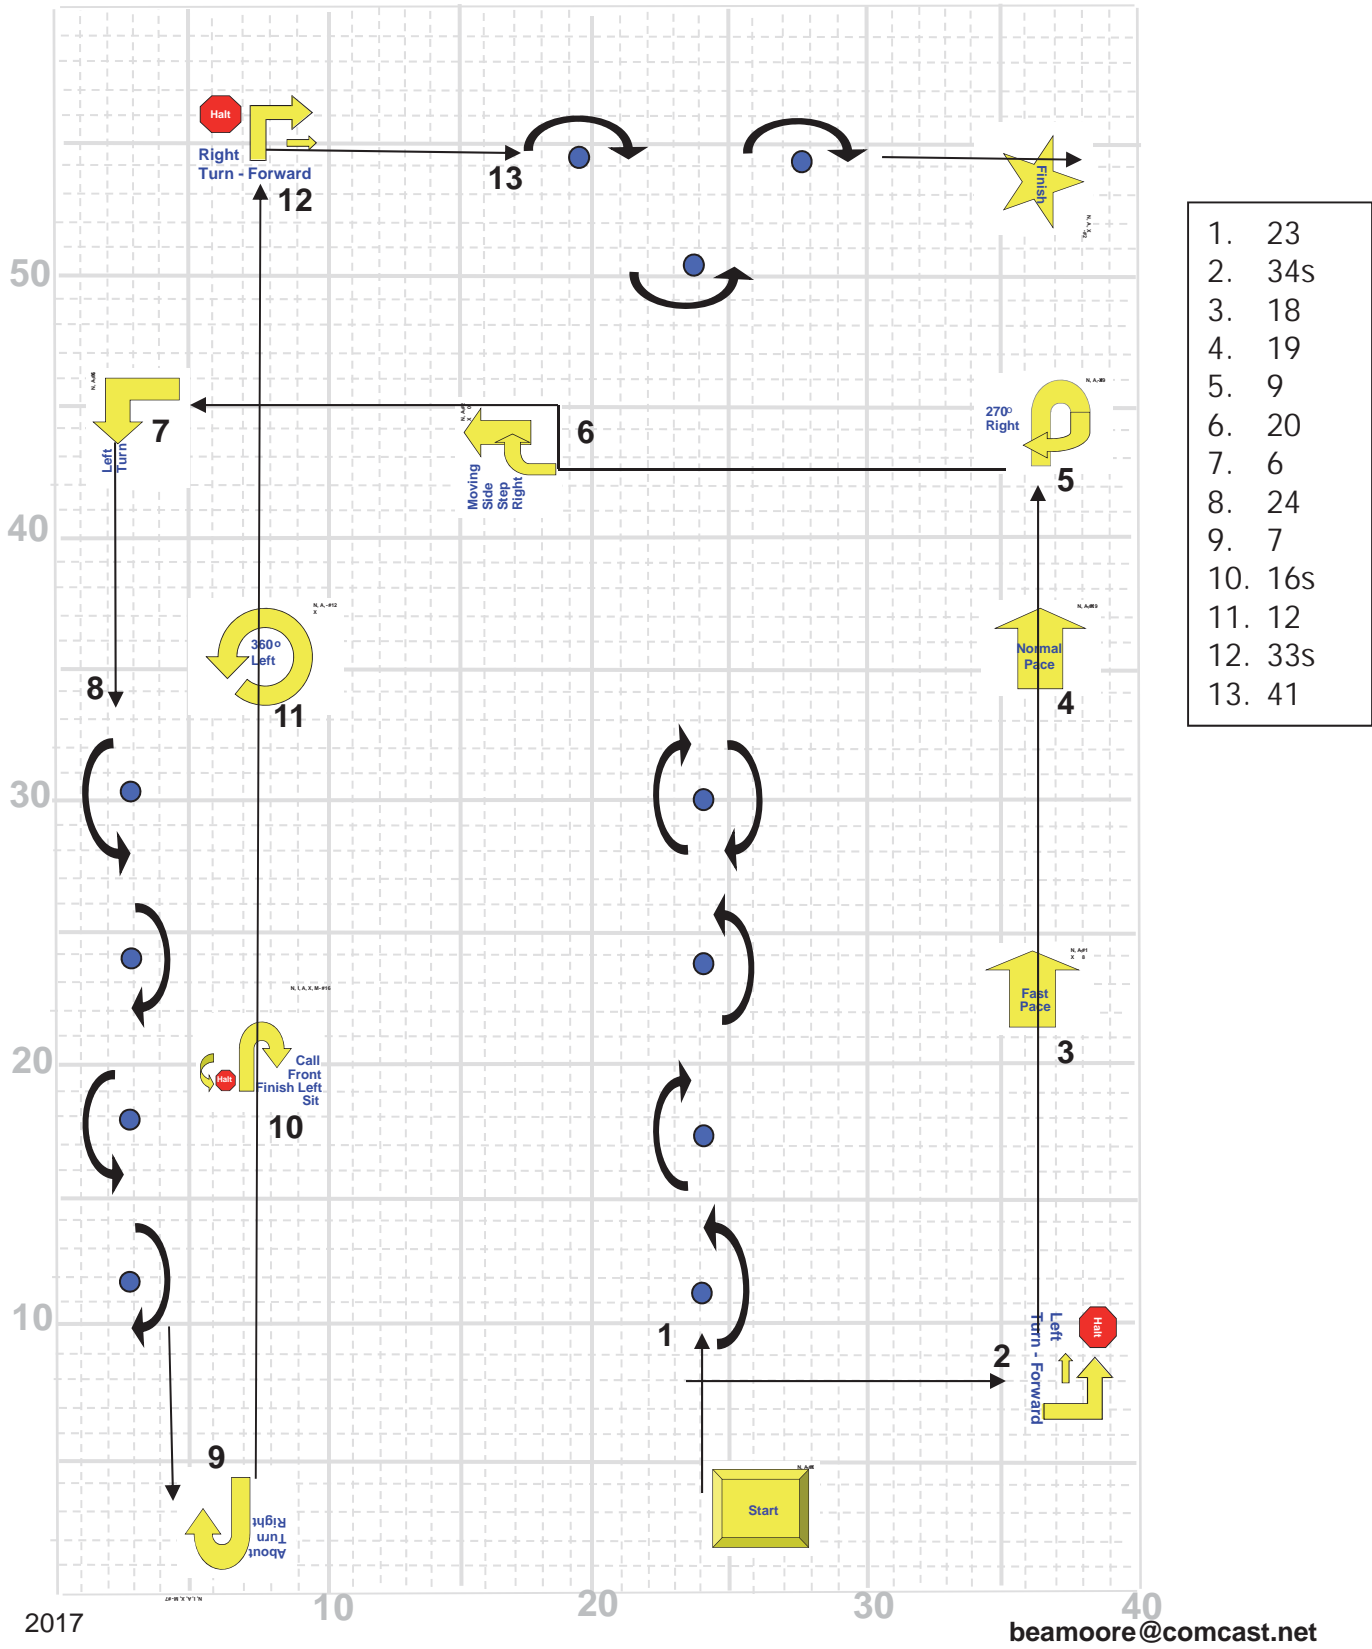 Halt
Right
Turn - Forward
12
13
Finish
50
1. 23
2. 34s
3. 18
4. 19
5. 9
6. 20
7. 6
8. 24
9. 7
10. 16s
11. 12
12. 33s
13. 41
7
Left
Turn
6
Moving
Side
Step
Right
270º
Right
5
40
N, A, -#12
X
360º
Left
11
8
Normal
Pace
4
30
Fast
Pace
3
N, I, A, X, M-#16
20
Halt
Call
Front
Finish Left
Sit
10
10
1
2
Left
Turn - Forward
Halt
9
About
Turn
Right
Start
10
20
30
40
2017
beamoore@comcast.net